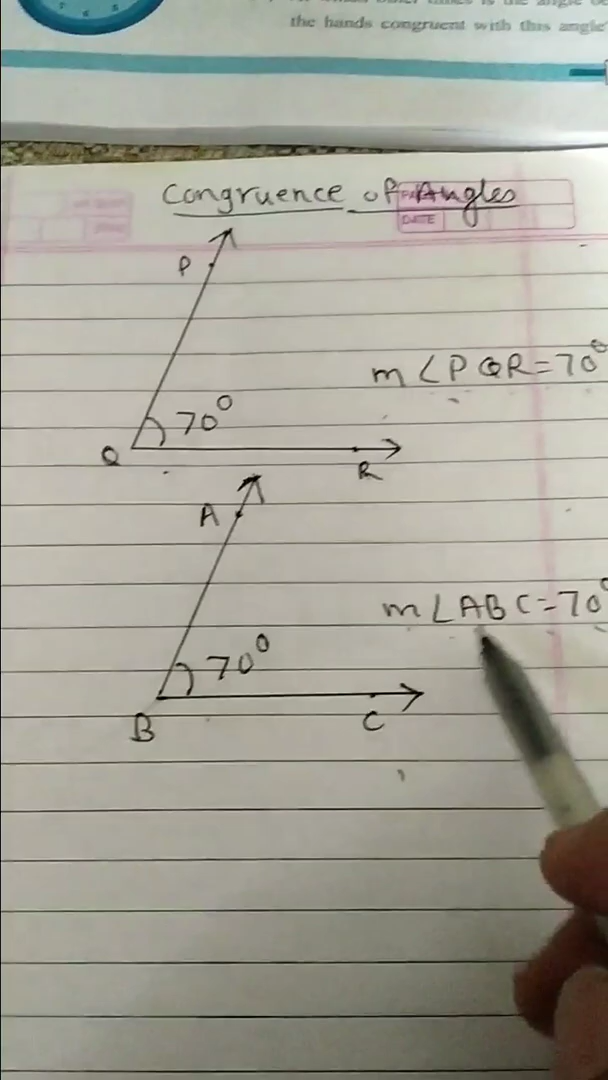 the hands congruent with this angle
Congruence of Angles
DATE
P
m∠PQR=70°
70°
Q
R
A
m∠ABC=70°
70°
B
C